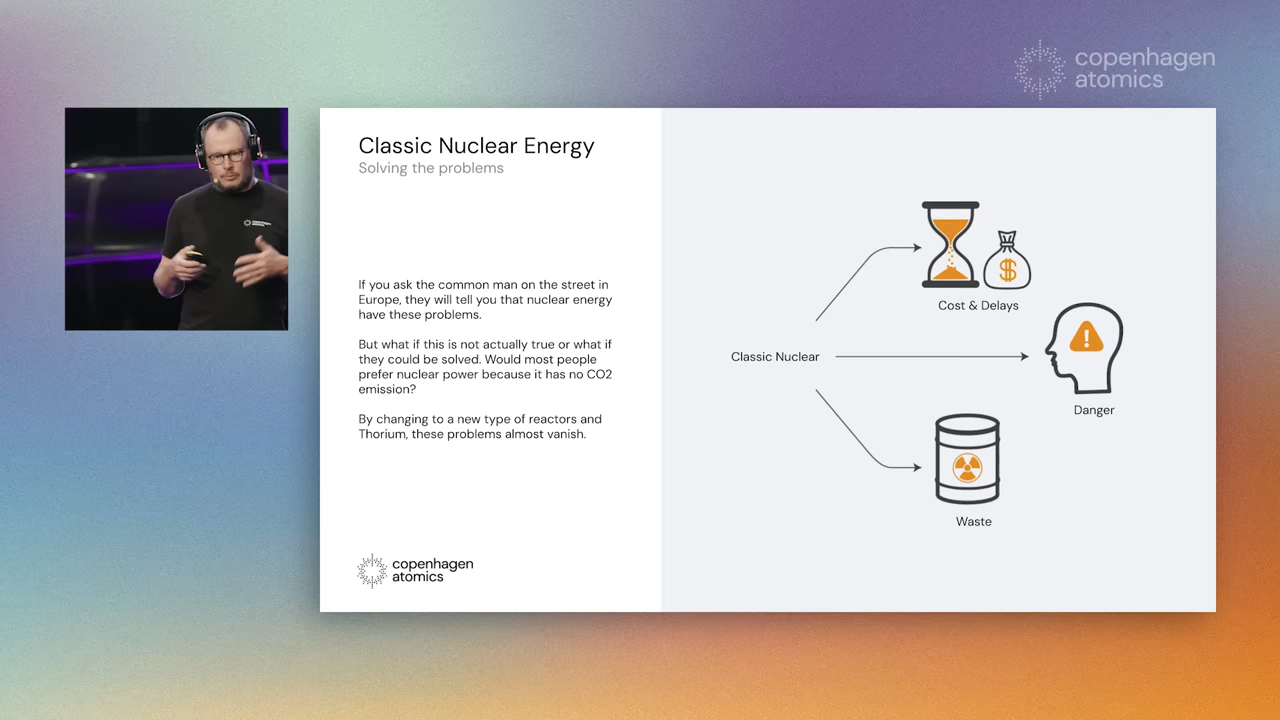 copenhagen
atomics
Classic Nuclear Energy
Solving the problems
If you ask the common man on the street in
Europe, they will tell you that nuclear energy
have these problems.
But what if this is not actually true or what if
they could be solved. Would most people
prefer nuclear power because it has no CO2
emission?
By changing to a new type of reactors and
Thorium, these problems almost vanish.
copenhagen
atomics
Classic Nuclear
$
Cost & Delays
!
Danger
Waste